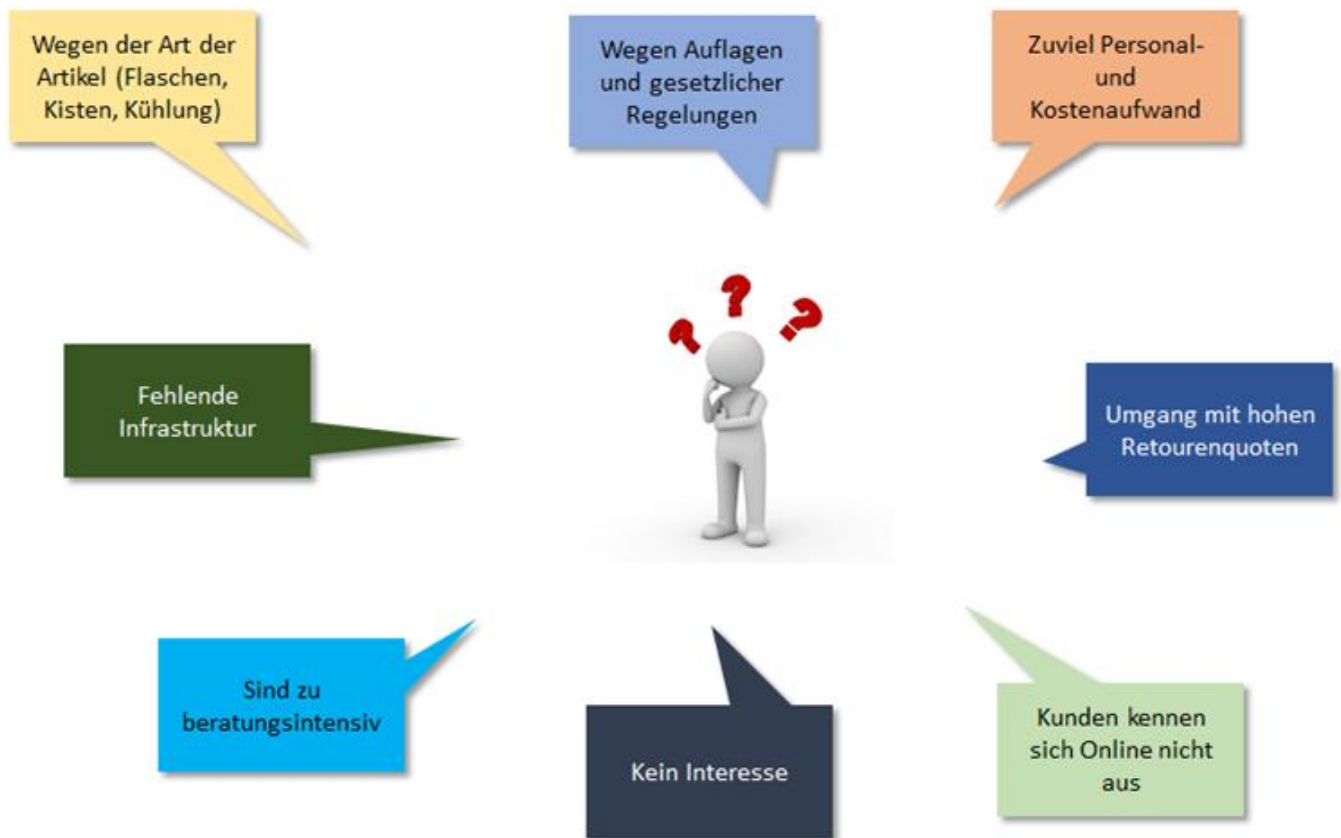 Wegen der Art der
Artikel (Flaschen,
Kisten, Kühlung)
Wegen Auflagen
und gesetzlicher
Regelungen
Zuviel Personal-
und
Kostenaufwand
? ? ?
Fehlende
Infrastruktur
Umgang mit hohen
Retourenquoten
Sind zu
beratungsintensiv
Kein Interesse
Kunden kennen
sich Online nicht
aus